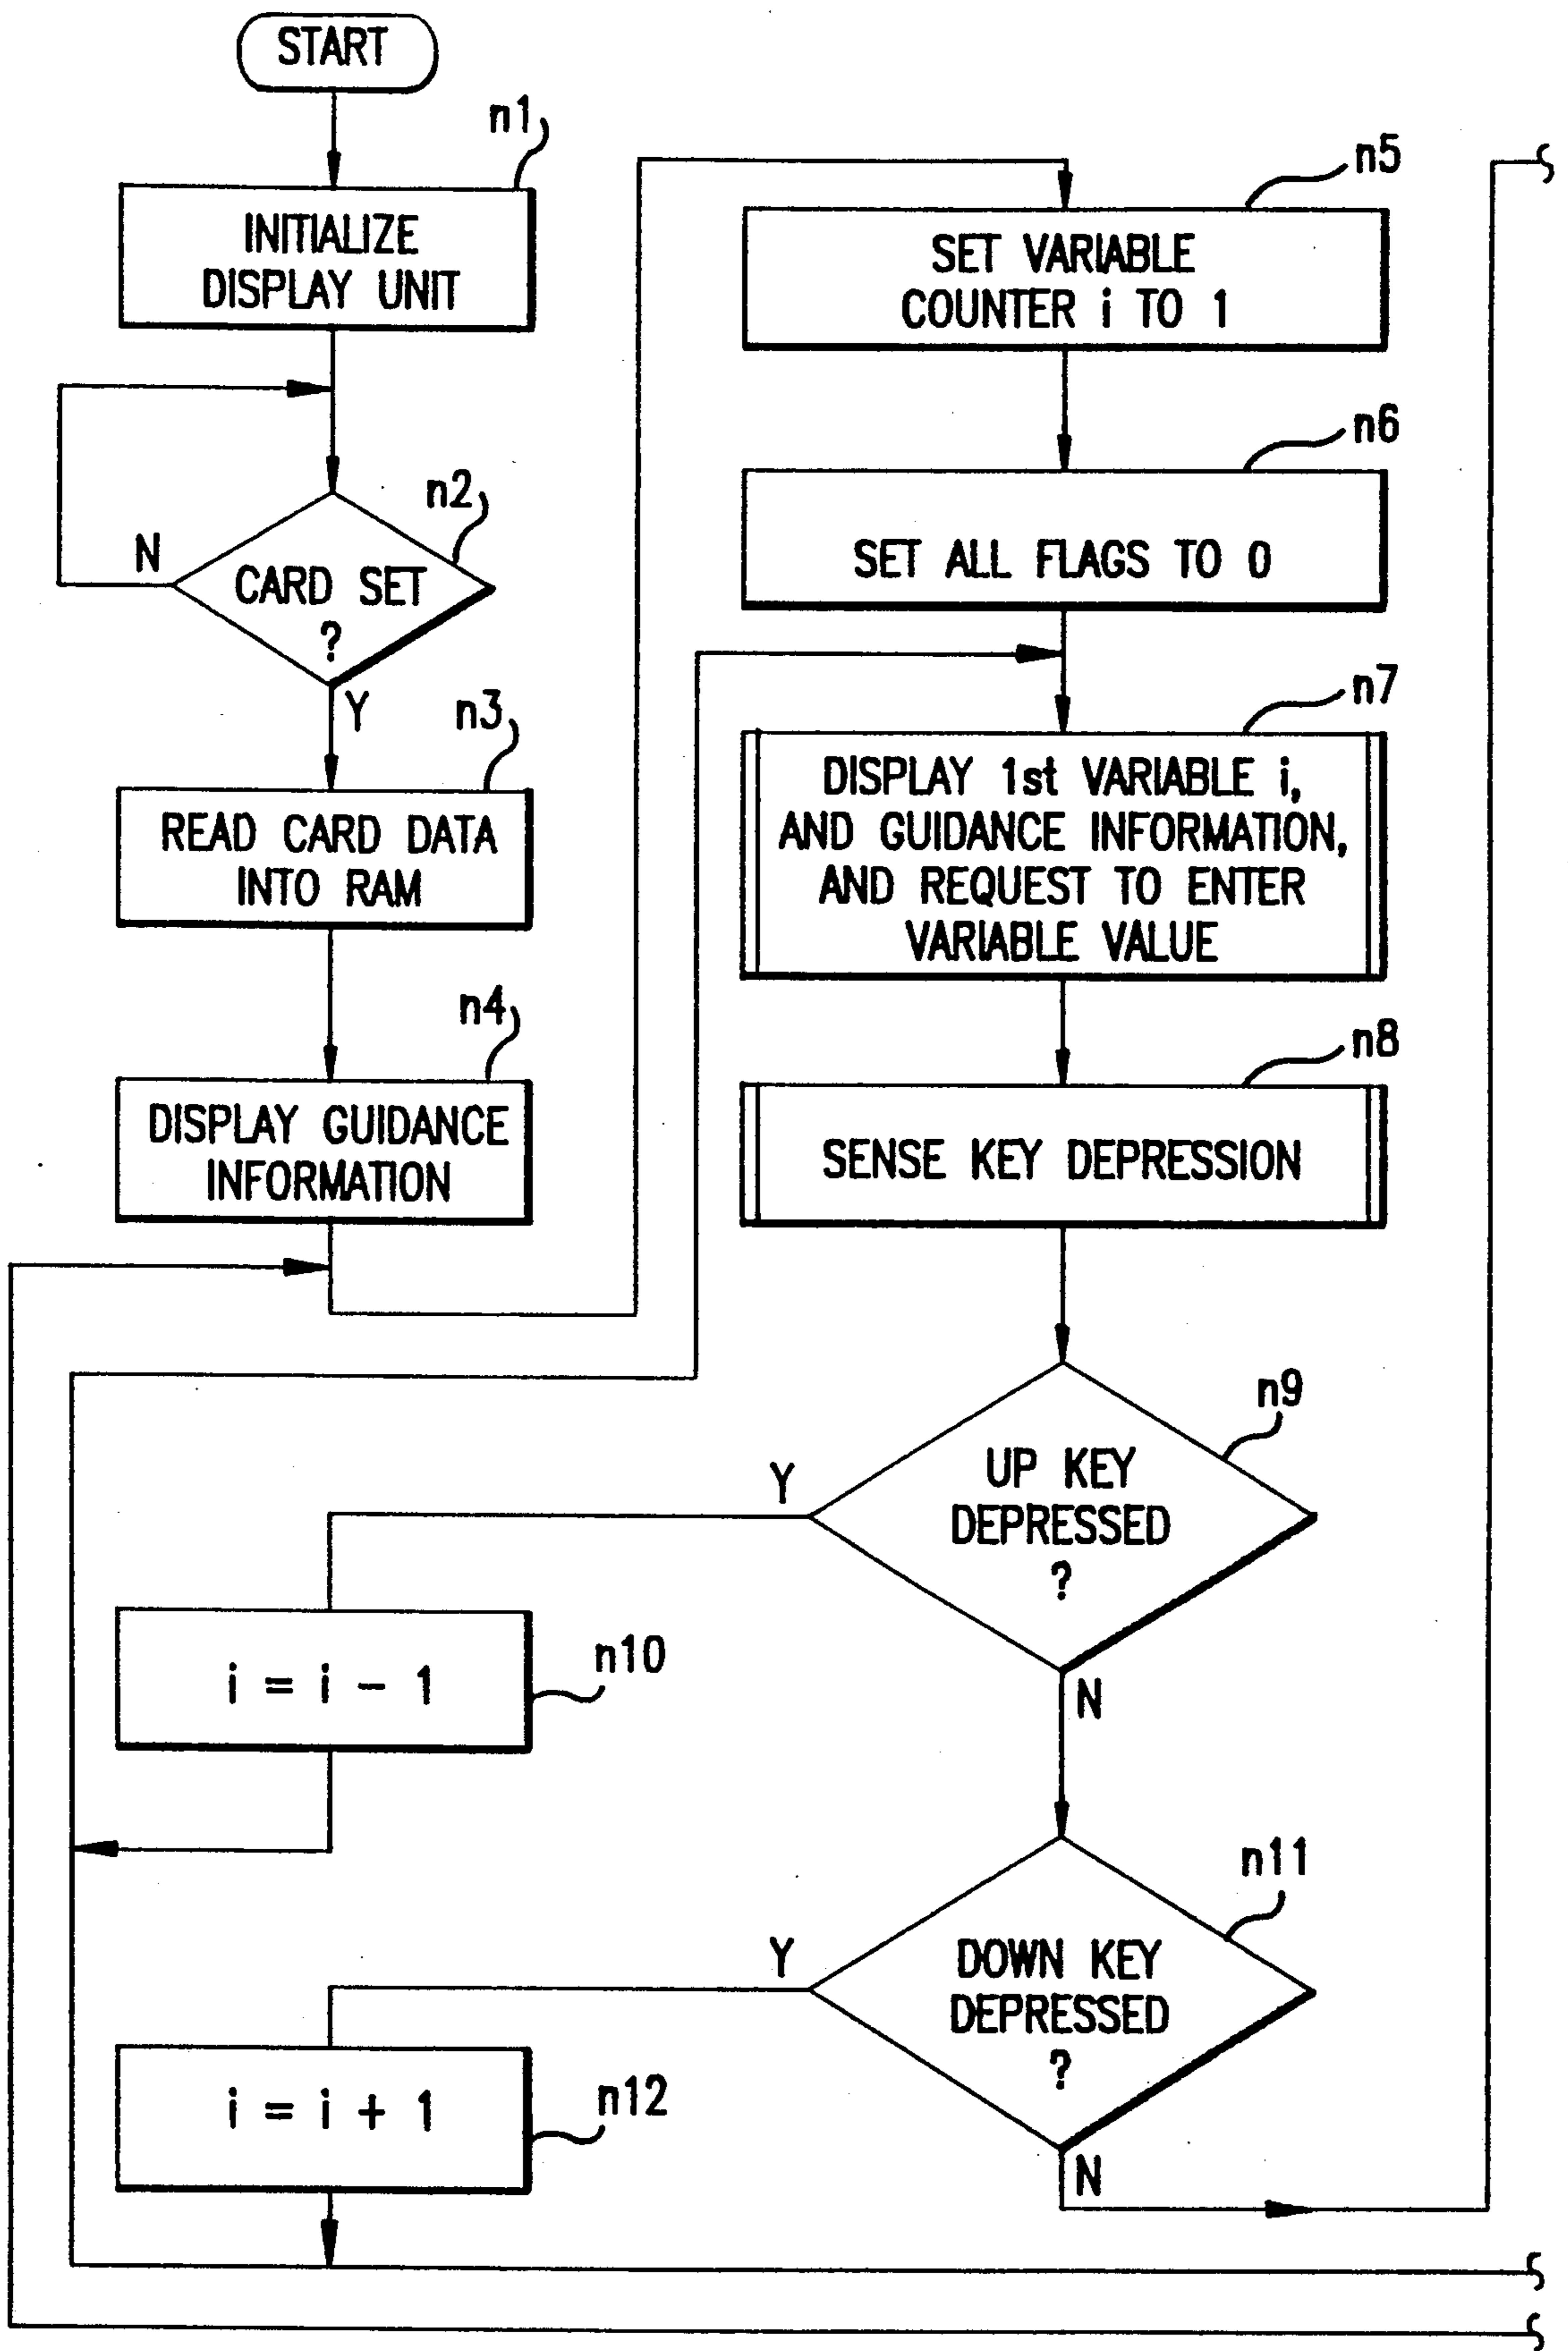 START
n1
INITIALIZE
DISPLAY UNIT
n2
N
CARD SET
?
Y
n3
READ CARD DATA
INTO RAM
n4
DISPLAY GUIDANCE
INFORMATION
n5
SET VARIABLE
COUNTER i TO 1
n6
SET ALL FLAGS TO 0
n7
DISPLAY 1st VARIABLE i,
AND GUIDANCE INFORMATION,
AND REQUEST TO ENTER
VARIABLE VALUE
n8
SENSE KEY DEPRESSION
n9
Y
UP KEY
DEPRESSED
?
N
n10
i = i - 1
n11
Y
DOWN KEY
DEPRESSED
?
N
n12
i = i + 1